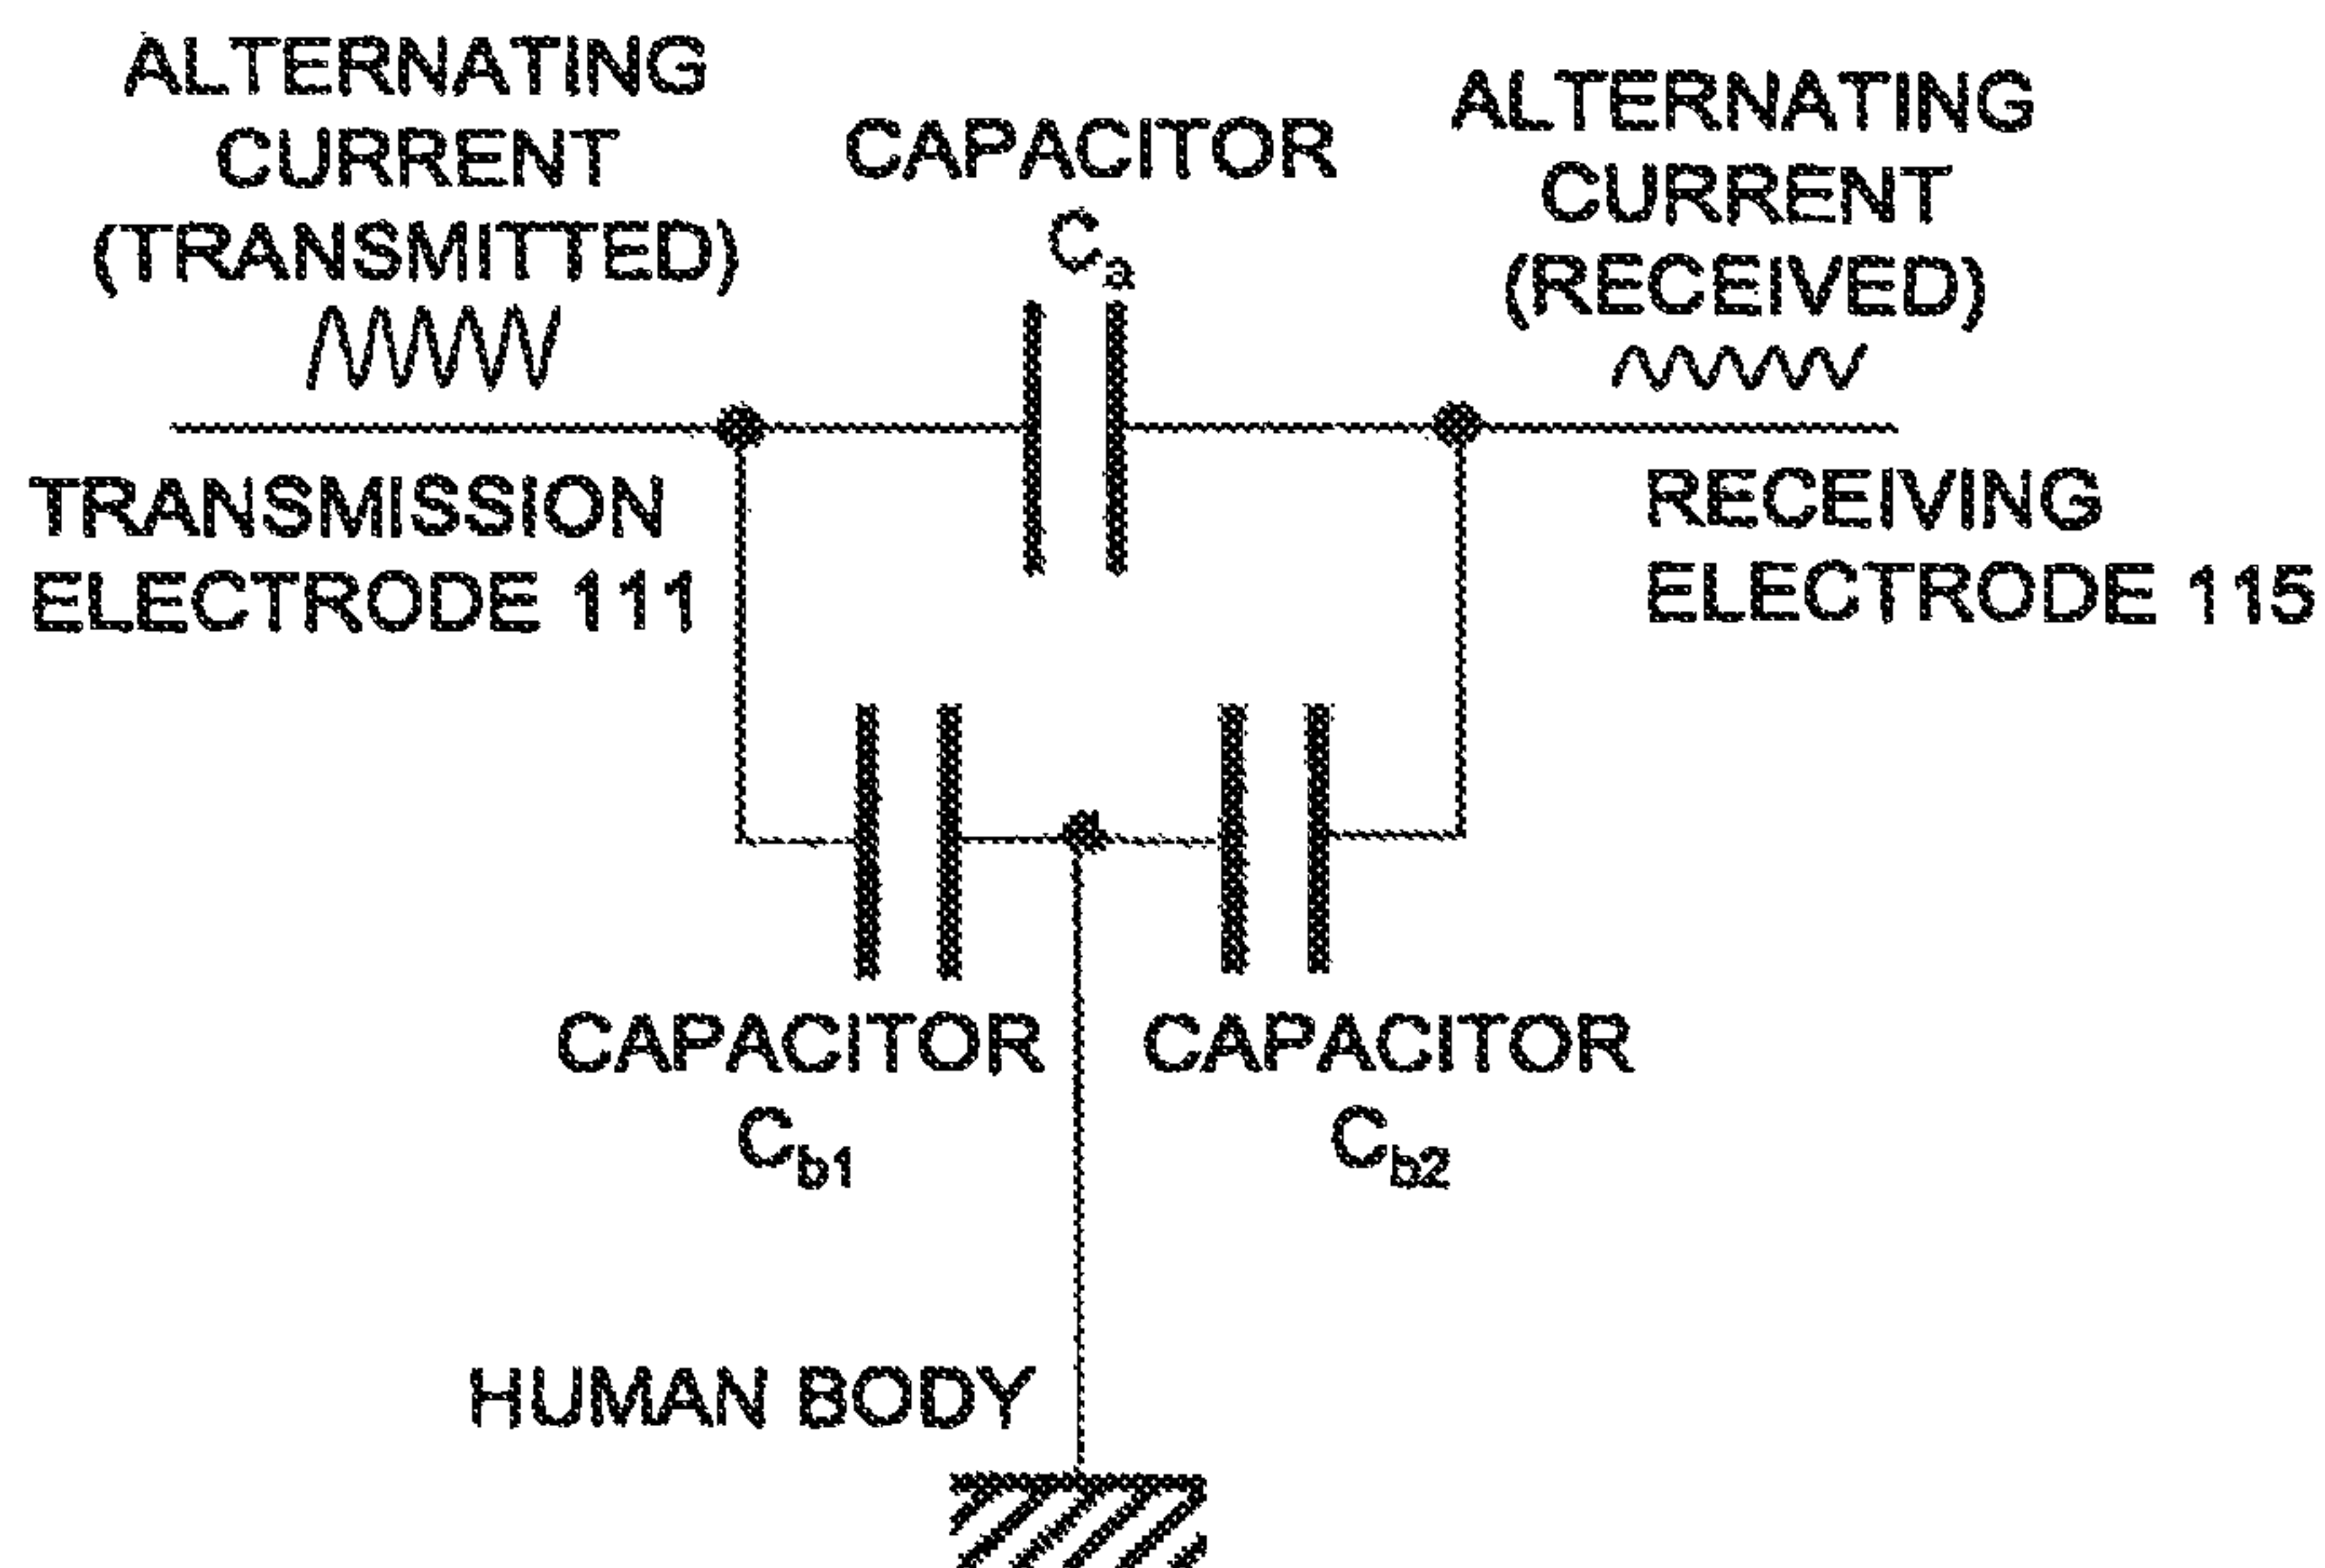 ALTERNATING
CURRENT
(TRANSMITTED)
CAPACITOR
Ca
ALTERNATING
CURRENT
(RECEIVED)
TRANSMISSION
ELECTRODE 111
RECEIVING
ELECTRODE 115
CAPACITOR
Cb1
CAPACITOR
Cb2
HUMAN BODY